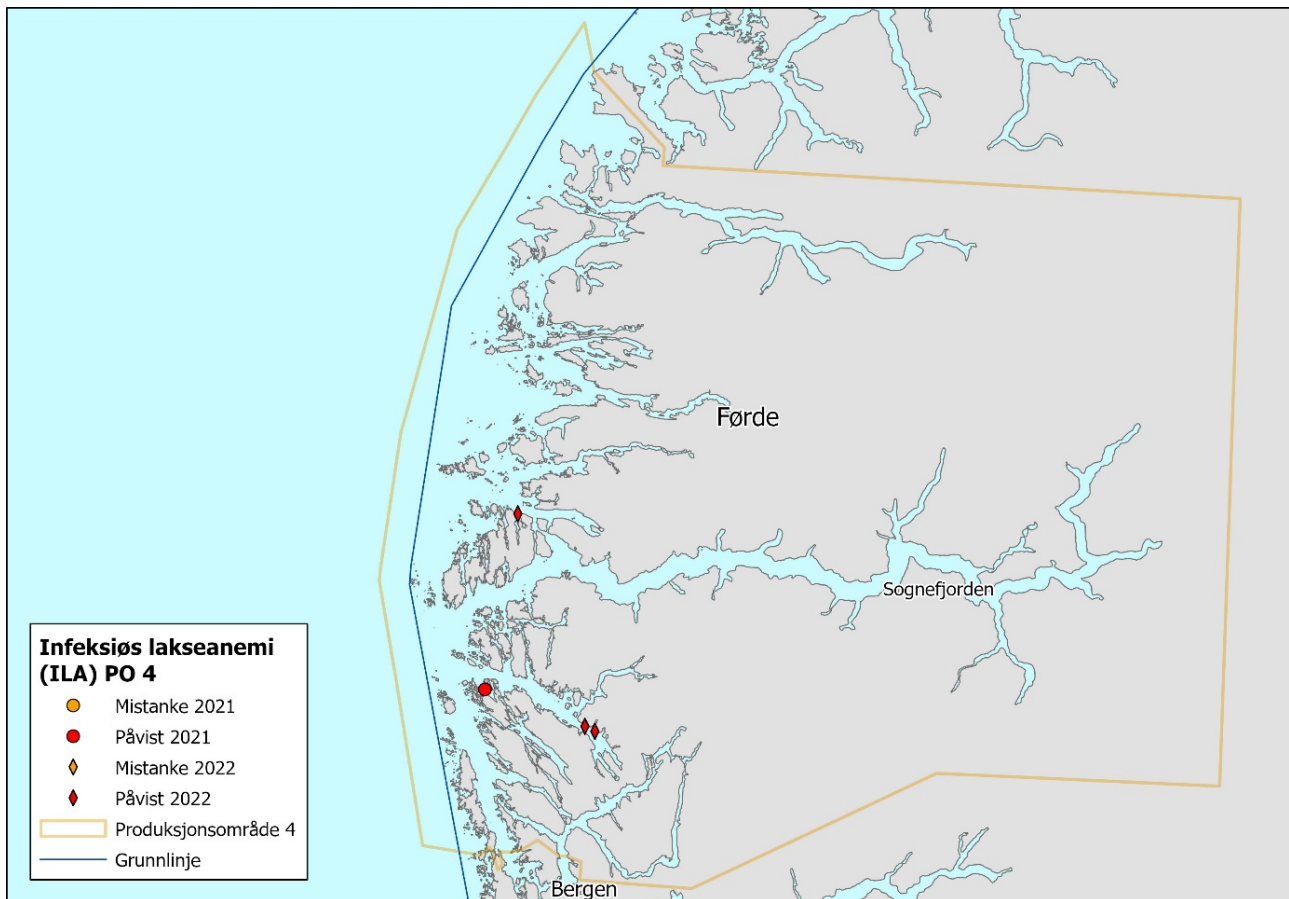 Førde
Sognefjorden
Infeksiøs lakseanemi
(ILA) PO 4
Mistanke 2021
Påvist 2021
Mistanke 2022
Påvist 2022
Produksjonsområde 4
Grunnlinje
Bergen